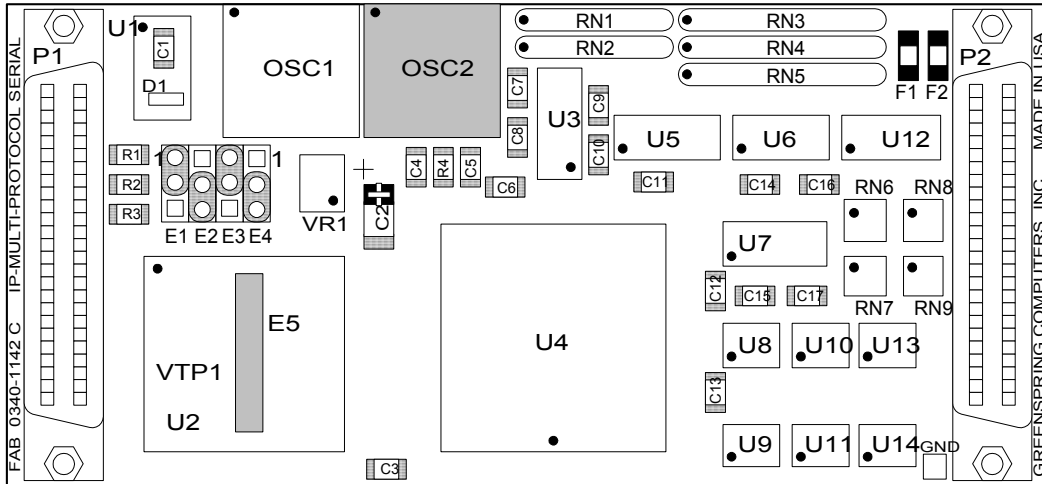 FAB 0340-1142 C IP-MULTI-PROTOCOL SERIAL
P1
U1
C1
D1
OSC1
OSC2
RN1
RN2
RN3
RN4
RN5
F1
F2
P2
GREENSPRING COMPUTERS, INC. MADE IN USA
C7
C8
U3
C9
C10
U5
U6
U12
R1
R2
R3
1
1
E1
E2
E3
E4
VR1
C2
C4
R4
C5
C6
C11
C14
C16
RN6
RN8
U7
C12
C15
C17
RN7
RN9
E5
VTP1
U2
U4
U8
U10
U13
C13
U9
U11
U14
GND
C3